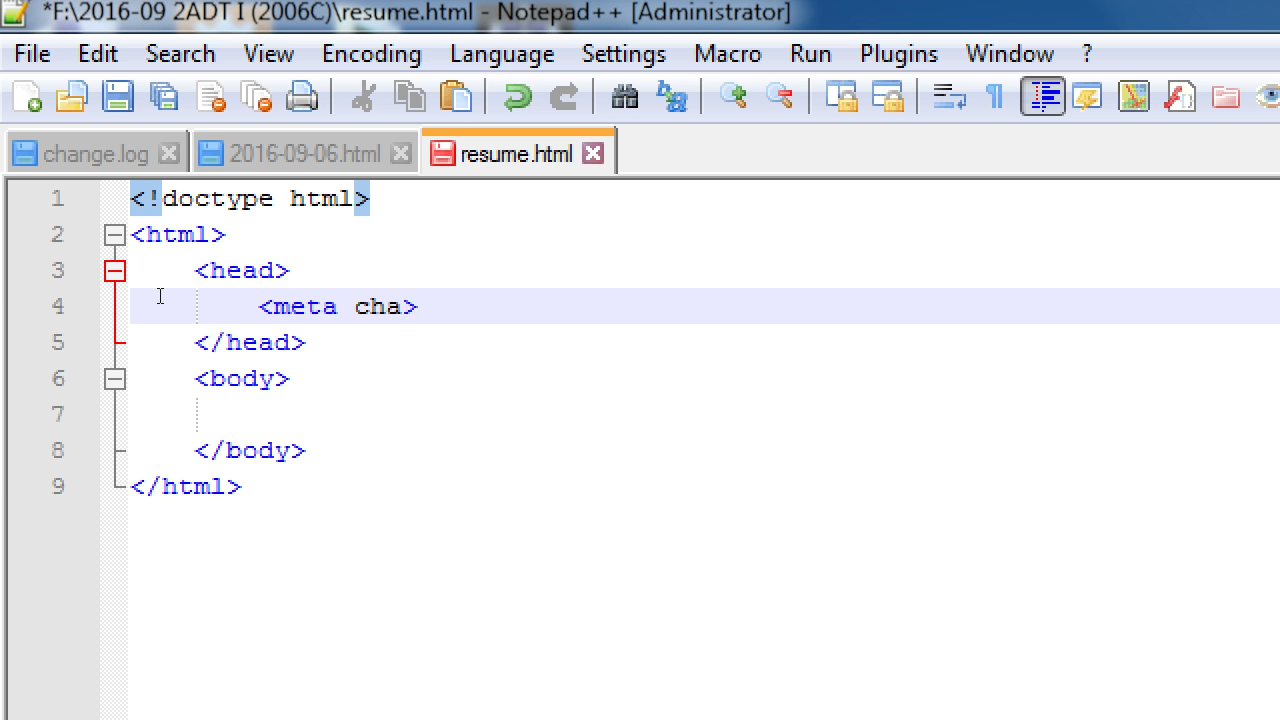 *F:\2016-09 2ADT I (2006C)\resume.html - Notepad++ [Administrator]
File Edit Search View Encoding Language Settings Macro Run Plugins Window ?
change.log 2016-09-06.html resume.html
1 <!doctype html>
2 <html>
3 <head>
4 <meta cha>
5 </head>
6 <body>
7
8 </body>
9 </html>